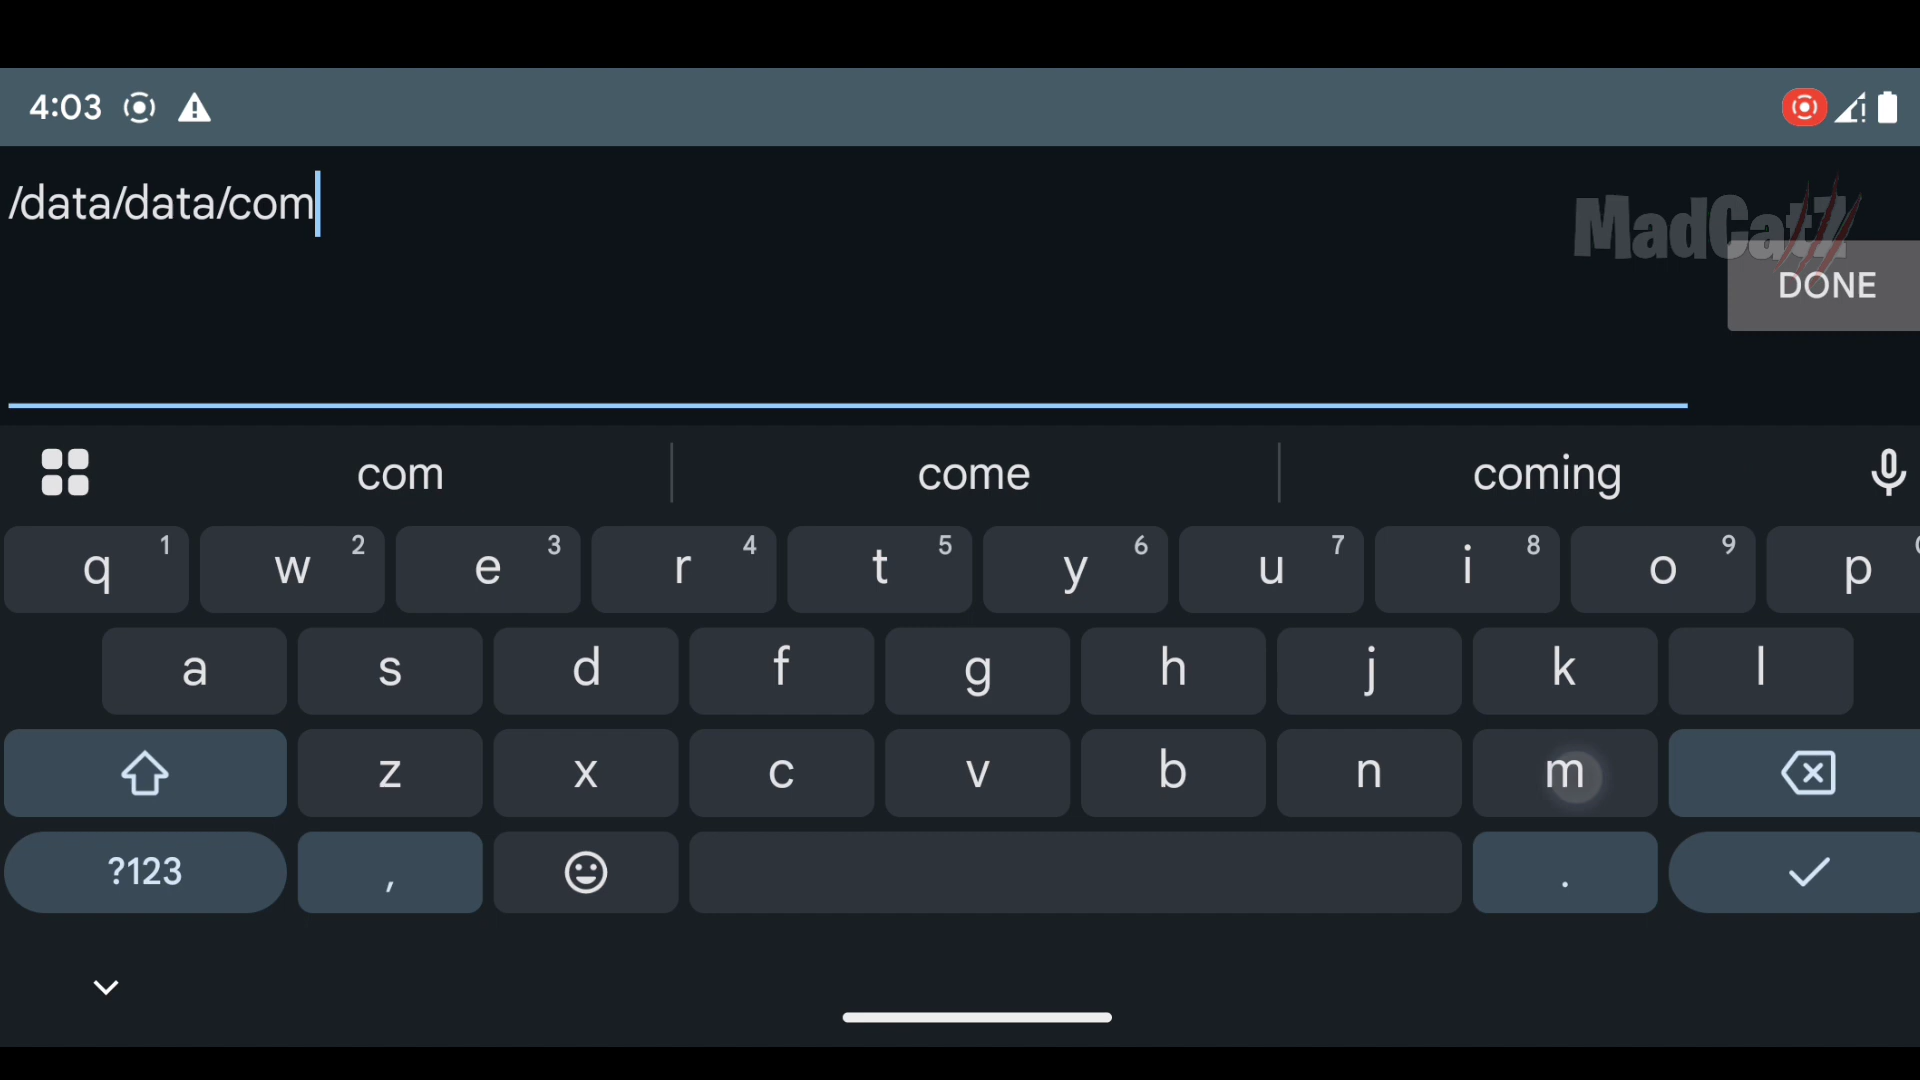 4:03
/data/data/com
MadCatZ
DONE
com come coming
q 1 w 2 e 3 r 4 t 5 y 6 u 7 i 8 o 9 p
a s d f g h j k l
z x c v b n m
?123 , .